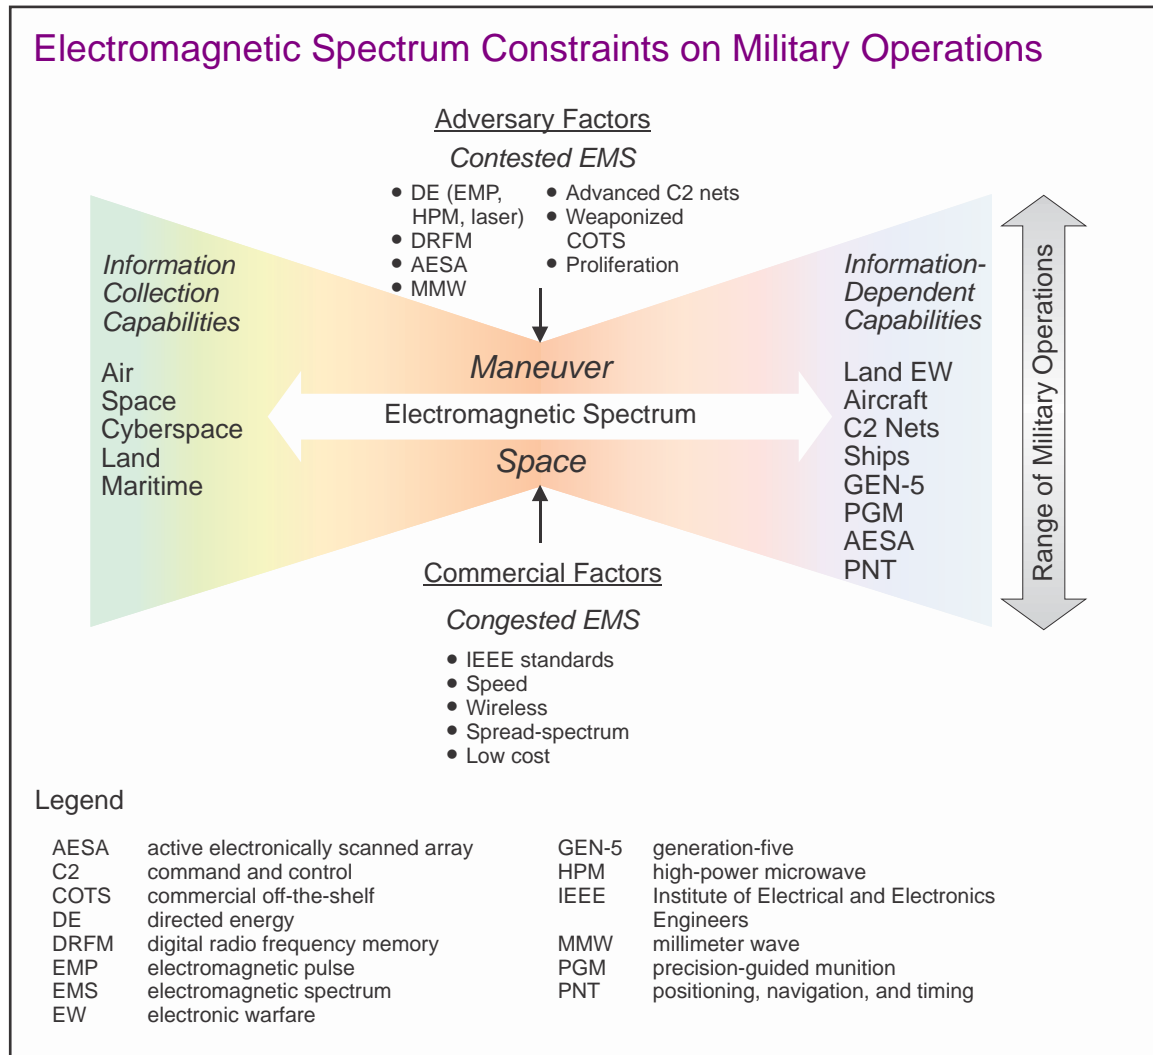 Electromagnetic Spectrum Constraints on Military Operations
Adversary Factors
Contested EMS
• DE (EMP,
HPM, laser)
• DRFM
• AESA
• MMW
• Advanced C2 nets
• Weaponized
COTS
• Proliferation
Information
Collection
Capabilities
Air
Space
Cyberspace
Land
Maritime
Maneuver
Electromagnetic Spectrum
Space
Information-
Dependent
Capabilities
Land EW
Aircraft
C2 Nets
Ships
GEN-5
PGM
AESA
PNT
Range of Military Operations
Commercial Factors
Congested EMS
• IEEE standards
• Speed
• Wireless
• Spread-spectrum
• Low cost
Legend
AESA active electronically scanned array
C2 command and control
COTS commercial off-the-shelf
DE directed energy
DRFM digital radio frequency memory
EMP electromagnetic pulse
EMS electromagnetic spectrum
EW electronic warfare
GEN-5 generation-five
HPM high-power microwave
IEEE Institute of Electrical and Electronics
Engineers
MMW millimeter wave
PGM precision-guided munition
PNT positioning, navigation, and timing